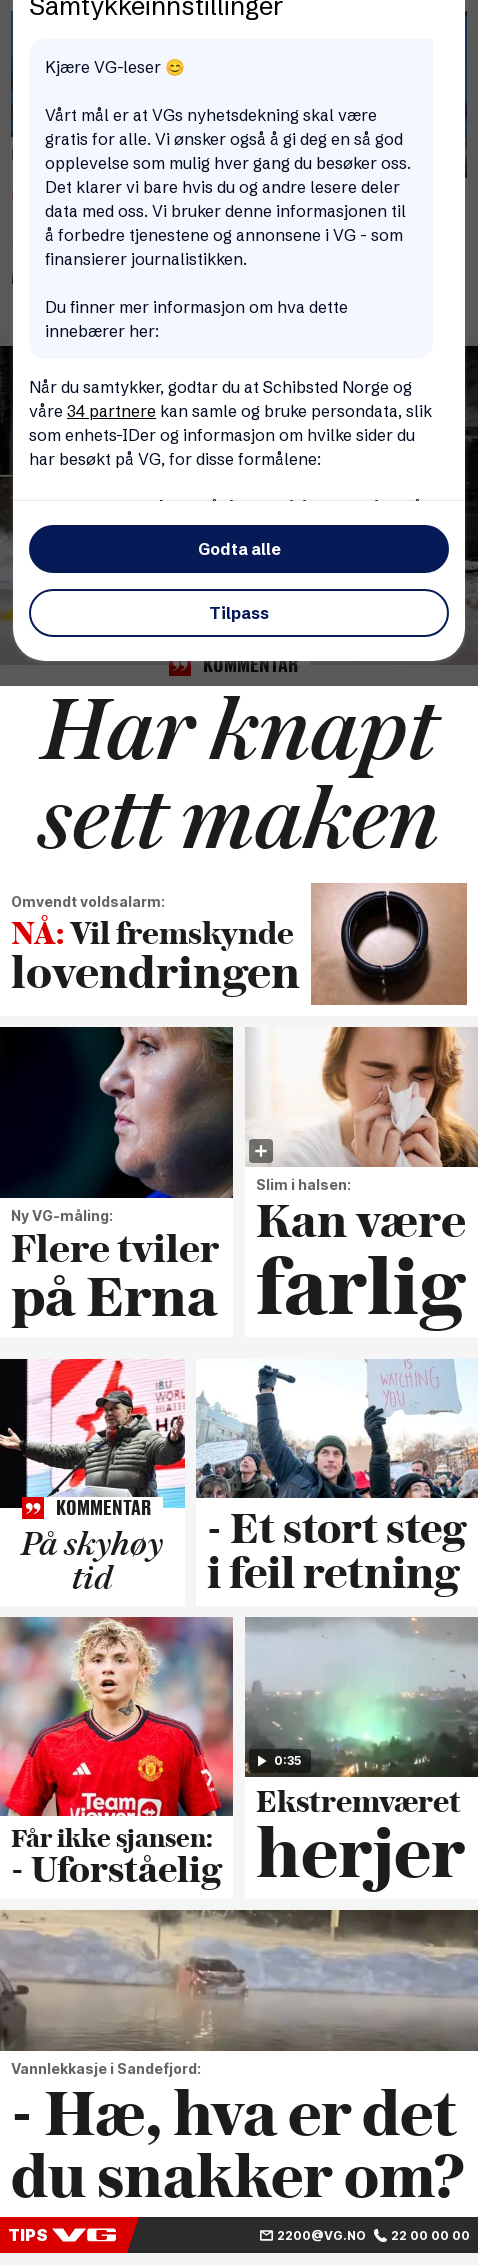 Samtykkeinnstillinger
Kjære VG-leser 😊
Vårt mål er at VGs nyhetsdekning skal være
gratis for alle. Vi ønsker også å gi deg en så god
opplevelse som mulig hver gang du besøker oss.
Det klarer vi bare hvis du og andre lesere deler
data med oss. Vi bruker denne informasjonen til
å forbedre tjenestene og annonsene i VG - som
finansierer journalistikken.
Du finner mer informasjon om hva dette
innebærer her:
Når du samtykker, godtar du at Schibsted Norge og
våre 34 partnere kan samle og bruke persondata, slik
som enhets-IDer og informasjon om hvilke sider du
har besøkt på VG, for disse formålene:
Godta alle
Tilpass
KOMMENTAR
Har knapt
sett maken
Omvendt voldsalarm:
NÅ: Vil fremskynde
lovendringen
Ny VG-måling:
Flere tviler
på Erna
Slim i halsen:
Kan være
farlig
KOMMENTAR
På skyhøy
tid
IS
WATCHING
YOU...
- Et stort steg
i feil retning
TeamViewer
Får ikke sjansen:
- Uforståelig
0:35
Ekstremværet
herjer
Vannlekkasje i Sandefjord:
- Hæ, hva er det
du snakker om?
TIPS VG 2200@VG.NO 22 00 00 00